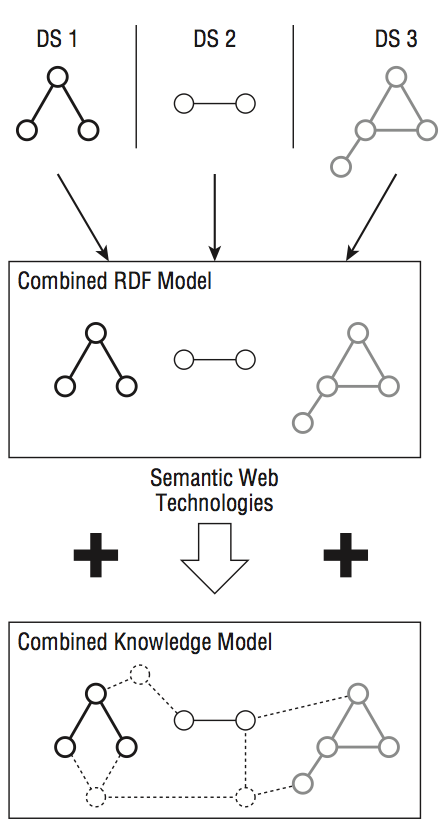 DS 1
DS 2
DS 3
Combined RDF Model
Semantic Web
Technologies
Combined Knowledge Model